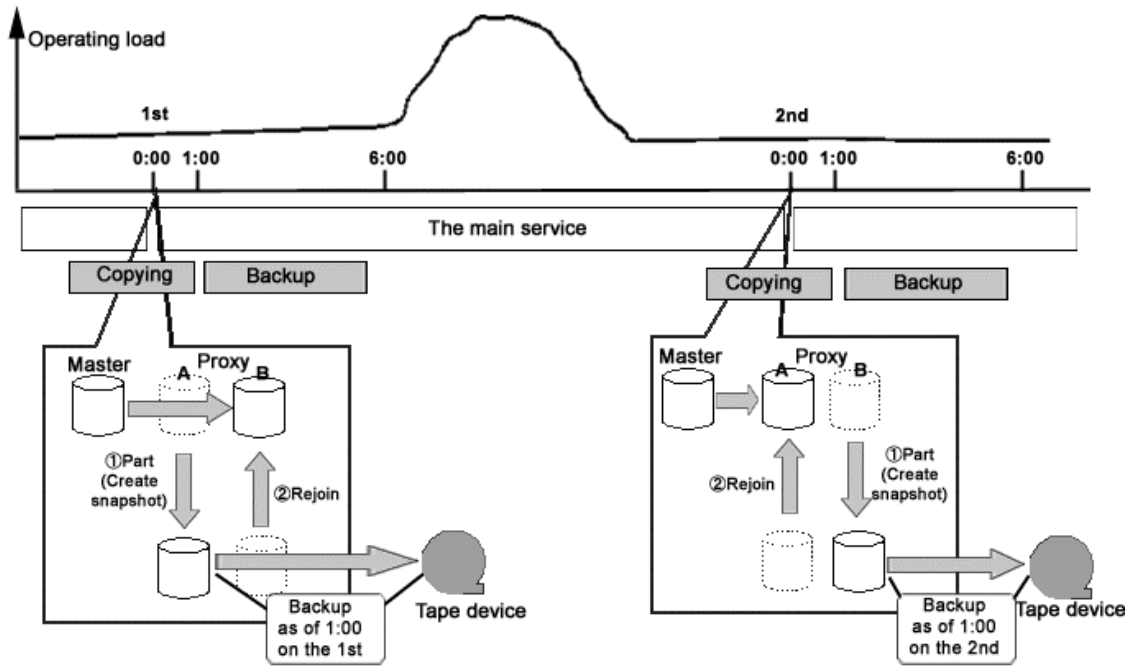 Operating load
1st
2nd
0:00 1:00 6:00 0:00 1:00 6:00
The main service
Copying Backup
Copying Backup
Master Proxy
A B
①Part
(Create
snapshot)
②Rejoin
Backup
as of 1:00
on the 1st
Tape device
Master Proxy
A B
①Part
(Create
snapshot)
②Rejoin
Backup
as of 1:00
on the 2nd
Tape device